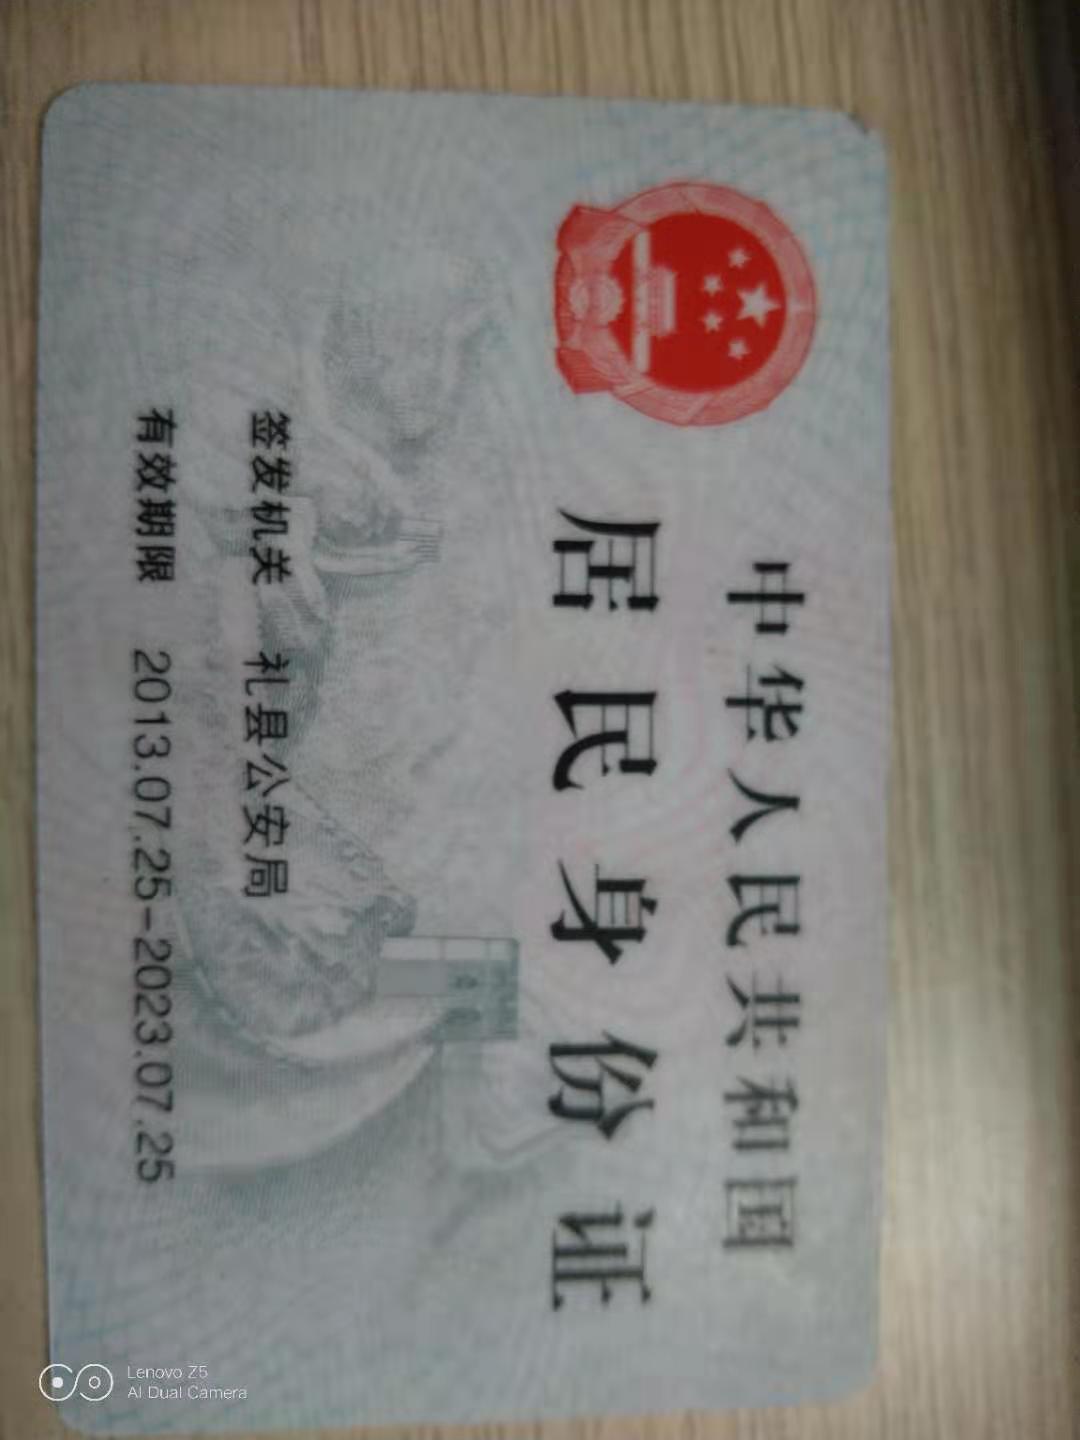 中华人民共和国
居民身份证
签发机关 礼县公安局
有效期限 2013.07.25-2023.07.25
Lenovo Z5
AI Dual Camera